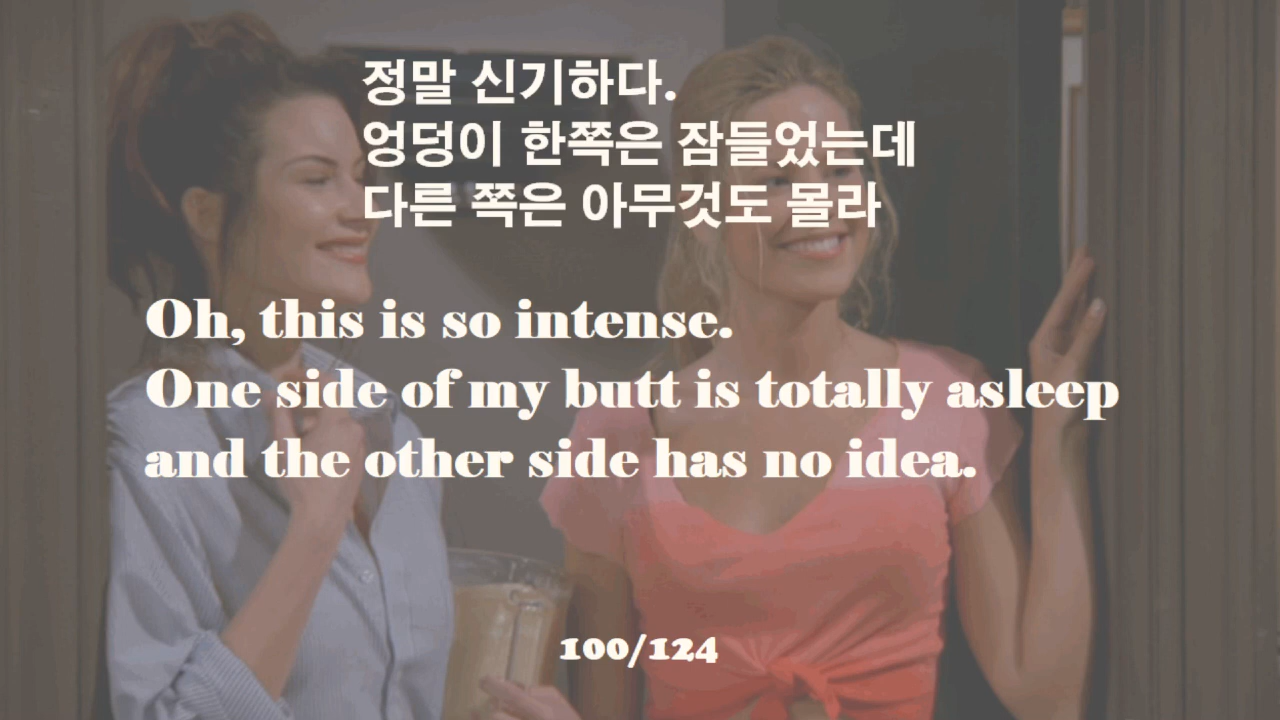 정말 신기하다.
엉덩이 한쪽은 잠들었는데
다른 쪽은 아무것도 몰라
Oh, this is so intense.
One side of my butt is totally asleep
and the other side has no idea.
100/124